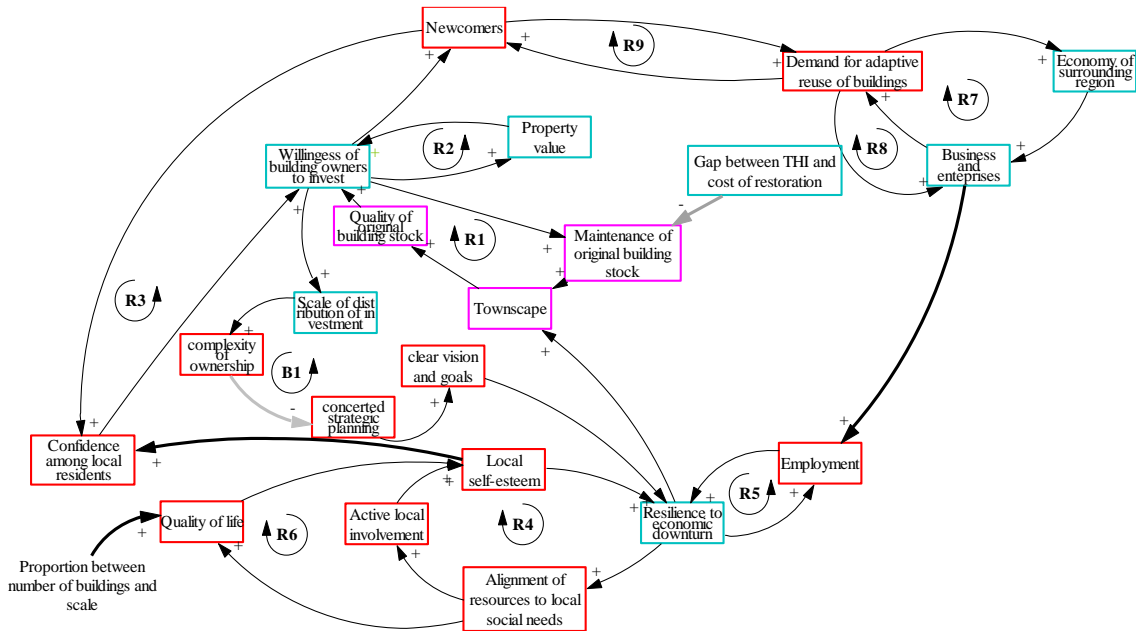 Newcomers
+
+
R9
+
Demand for adaptive
reuse of buildings
+
+
Economy of
surrounding
region
R7
R8
+
+
Business and
enteprises
Property
value
R2
+
+
Willingess of
building owners
to invest
+
+
Gap between THI and
cost of restoration
-
Quality of
original
building stock
+
R1
+
+
Maintenance of
original building
stock
Townscape
+
R3
+
Scale of dist
ribution of in
vestment
+
complexity
of
ownership
B1
-
clear vision
and goals
+
concerted
strategic
planning
+
Confidence
among local
residents
+
Local
self-esteem
+
+
Employment
+
R5
+
+
Resilience to
economic
downturn
Quality of life
+
R6
Active local
involvement
+
R4
+
Proportion between
number of buildings and
scale
Alignment of
resources to local
social needs